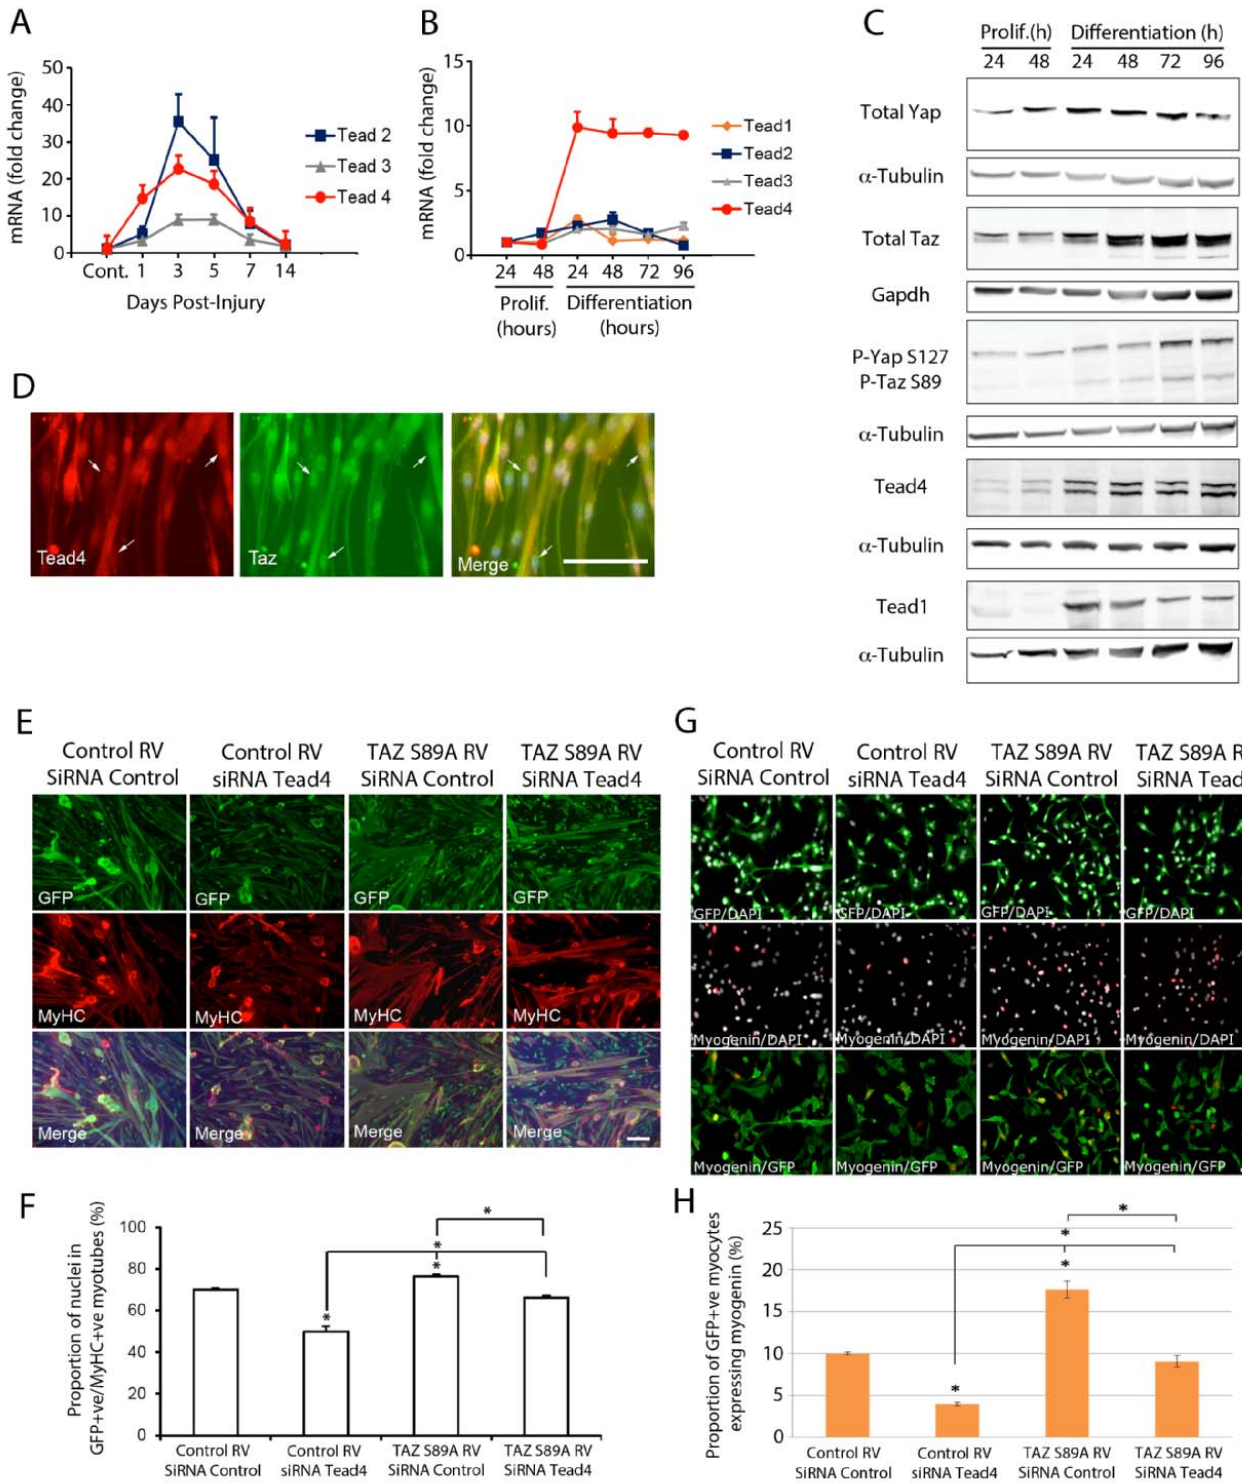 A
mRNA (fold change)
50
40
30
20
10
0
Cont. 1 3 5 7 14
Days Post-Injury
Tead 2
Tead 3
Tead 4
B
mRNA (fold change)
15
10
5
0
24 48 24 48 72 96
Prolif. Differentiation
(hours) (hours)
Tead1
Tead2
Tead3
Tead4
C
Prolif.(h) Differentiation (h)
24 48 24 48 72 96
Total Yap
α-Tubulin
Total Taz
Gapdh
P-Yap S127
P-Taz S89
α-Tubulin
Tead4
α-Tubulin
Tead1
α-Tubulin
D
Tead4 Taz Merge
E
Control RV Control RV TAZ S89A RV TAZ S89A RV
SiRNA Control siRNA Tead4 SiRNA Control SiRNA Tead4
GFP GFP GFP GFP
MyHC MyHC MyHC MyHC
Merge Merge Merge Merge
F
Proportion of nuclei in
GFP+ve/MyHC+ve myotubes (%)
100
80
60
40
20
0
* * * *
Control RV Control RV TAZ S89A RV TAZ S89A RV
SiRNA Control siRNA Tead4 SiRNA Control SiRNA Tead4
G
Control RV Control RV TAZ S89A RV TAZ S89A R
SiRNA Control siRNA Tead4 SiRNA Control SiRNA Tead
GFP/DAPI GFP/DAPI GFP/DAPI GFP/DAPI
Myogenin/DAPI Myogenin/DAPI Myogenin/DAPI Myogenin/DAPI
Myogenin/GFP Myogenin/GFP Myogenin/GFP Myogenin/GFP
H
Proportion of GFP+ve myocytes
expressing myogenin (%)
25
20
15
10
5
0
* * * *
Control RV Control RV TAZ S89A RV TAZ S89A RV
SiRNA Control siRNA Tead4 SiRNA Control SiRNA Tead4